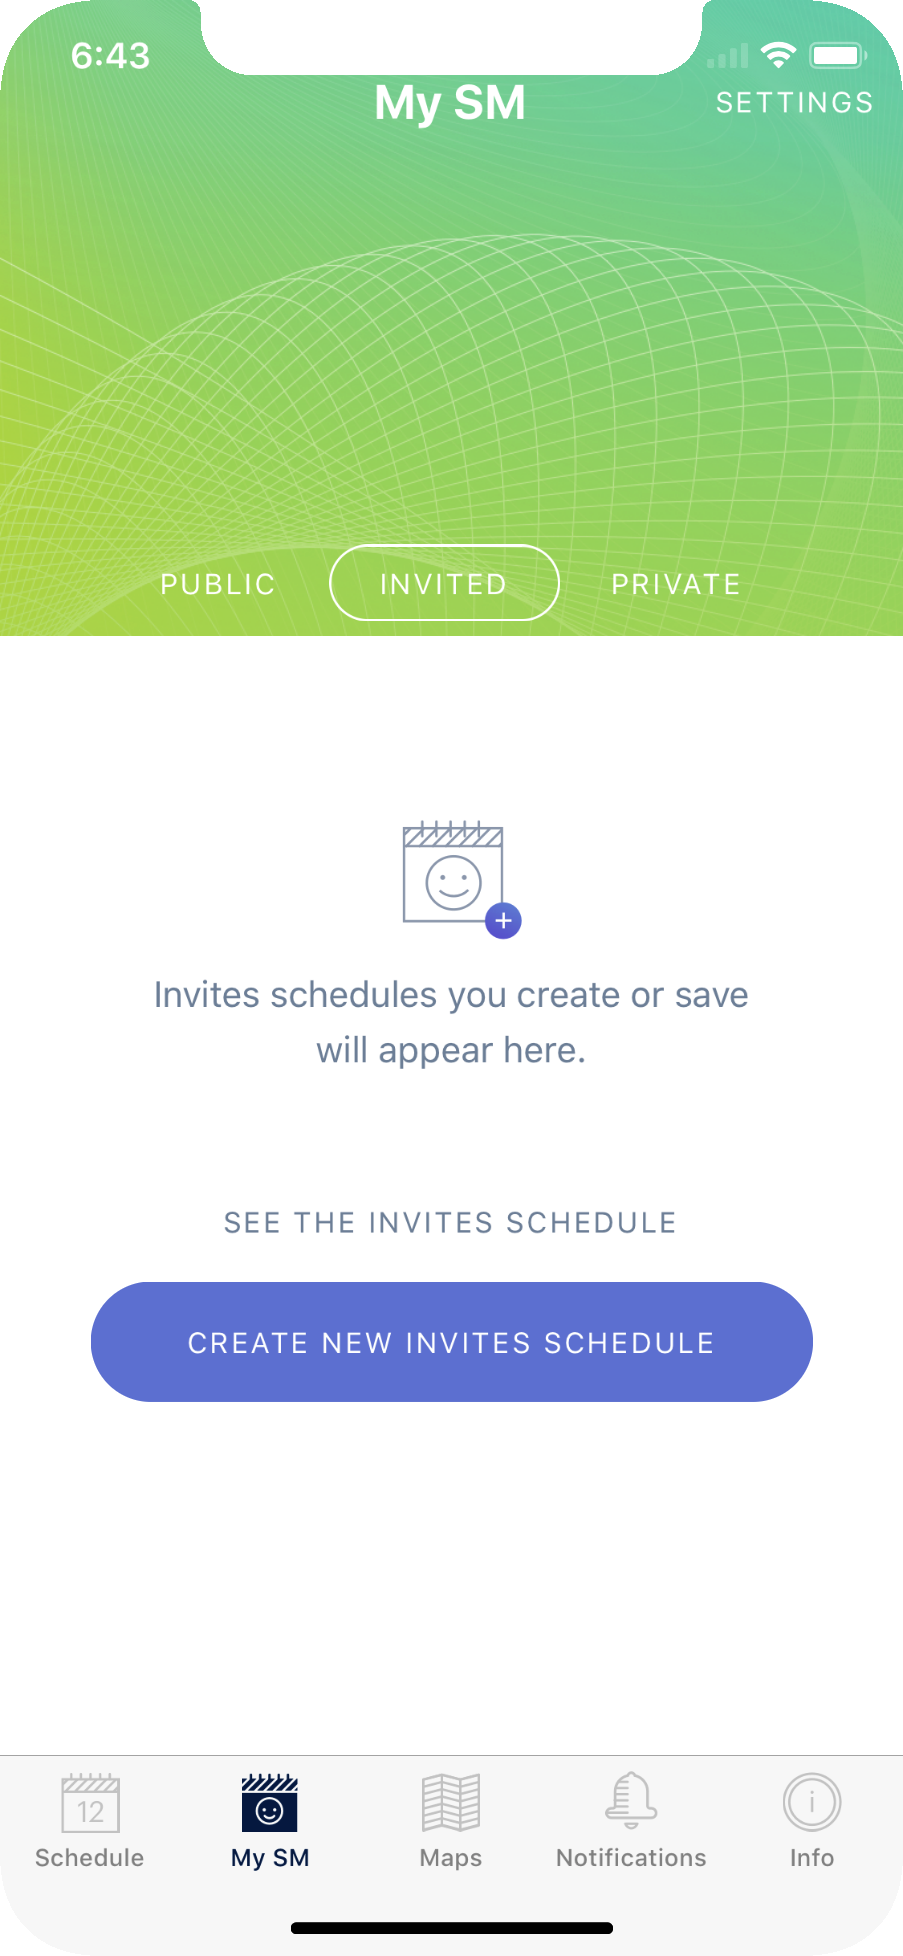 6:43
My SM
SETTINGS
PUBLIC INVITED PRIVATE
Invites schedules you create or save
will appear here.
SEE THE INVITES SCHEDULE
CREATE NEW INVITES SCHEDULE
12
Schedule My SM Maps Notifications Info